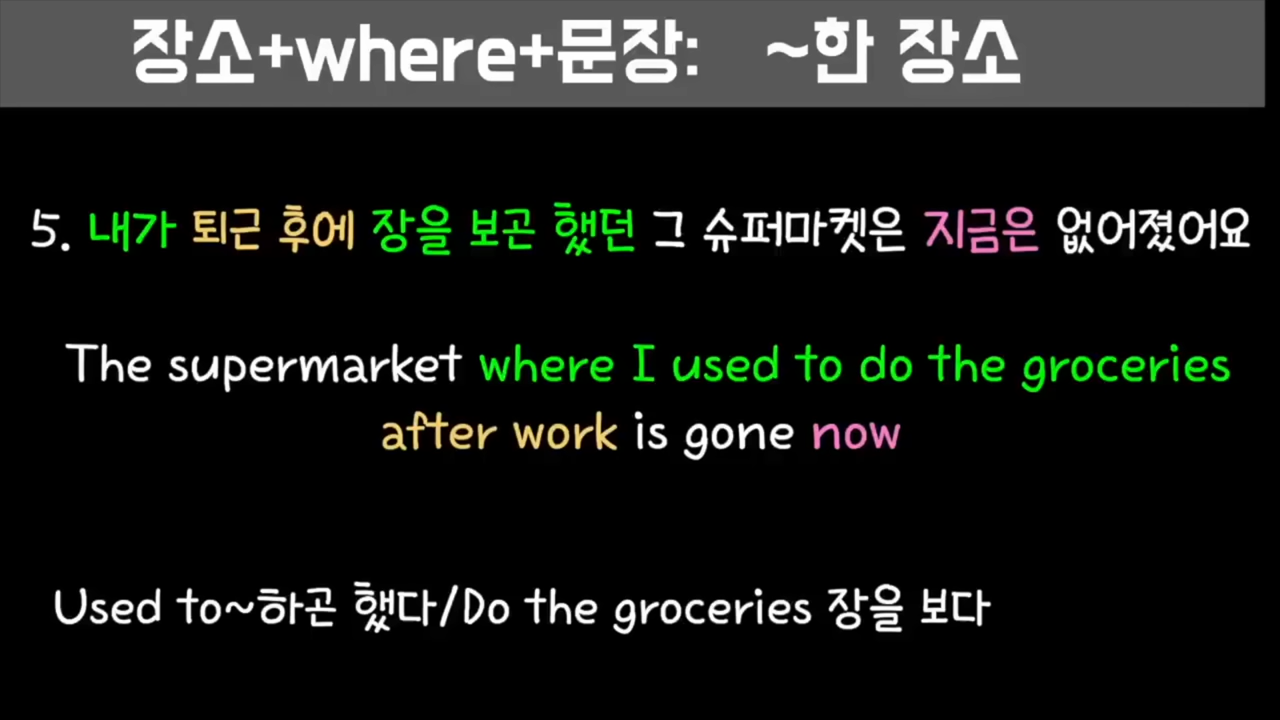 장소+where+문장: ~한 장소
5. 내가 퇴근 후에 장을 보곤 했던 그 슈퍼마켓은 지금은 없어졌어요
The supermarket where I used to do the groceries
after work is gone now
Used to~하곤 했다/Do the groceries 장을 보다